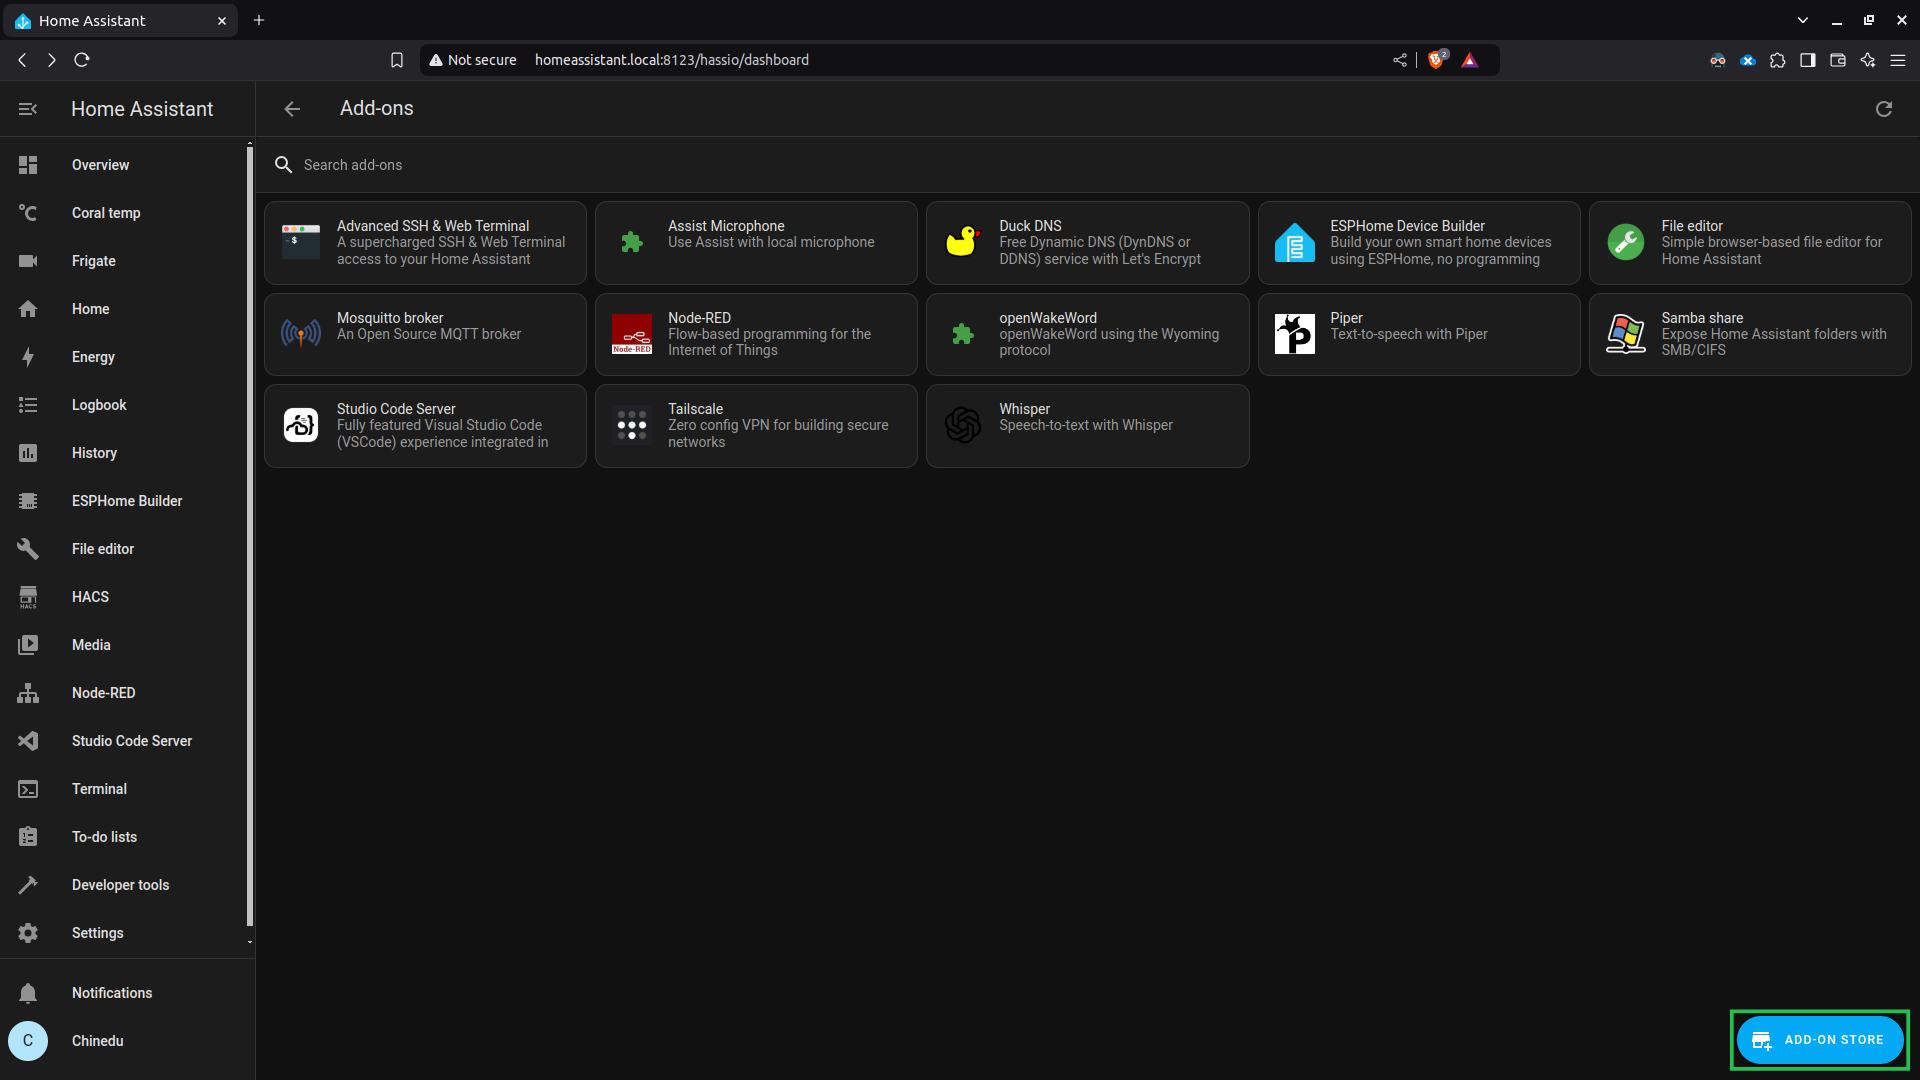 Home Assistant
Not secure homeassistant.local:8123/hassio/dashboard
2
Home Assistant
Add-ons
Overview
Coral temp
Frigate
Home
Energy
Logbook
History
ESPHome Builder
File editor
HACS
HACS
Media
Node-RED
Studio Code Server
Terminal
To-do lists
Developer tools
Settings
Notifications
C
Chinedu
Search add-ons
Advanced SSH & Web Terminal
A supercharged SSH & Web Terminal
access to your Home Assistant
Assist Microphone
Use Assist with local microphone
Duck DNS
Free Dynamic DNS (DynDNS or
DDNS) service with Let's Encrypt
ESPHome Device Builder
Build your own smart home devices
using ESPHome, no programming
File editor
Simple browser-based file editor for
Home Assistant
Mosquitto broker
An Open Source MQTT broker
Node-RED
Node-RED
Flow-based programming for the
Internet of Things
openWakeWord
openWakeWord using the Wyoming
protocol
Piper
Text-to-speech with Piper
Samba share
Expose Home Assistant folders with
SMB/CIFS
Studio Code Server
Fully featured Visual Studio Code
(VSCode) experience integrated in
Tailscale
Zero config VPN for building secure
networks
Whisper
Speech-to-text with Whisper
ADD-ON STORE